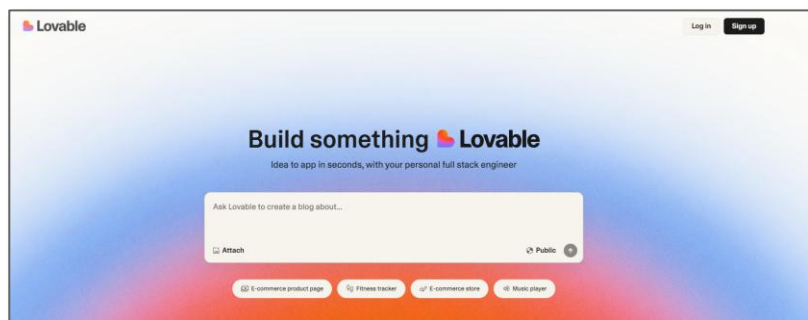 Lovable
Log in
Sign up
Build something Lovable
Idea to app in seconds, with your personal full stack engineer
Ask Lovable to create a blog about...
Attach
Public
E-commerce product page
Fitness tracker
E-commerce store
Music player